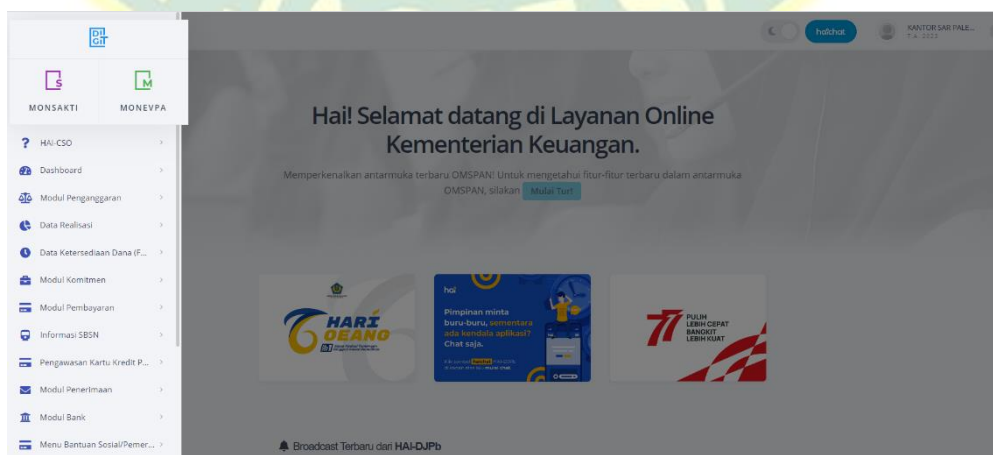 DIGIT
MONSAKTI
MONEVPA
HAI-CSO
Dashboard
Modul Penganggaran
Data Realisasi
Data Ketersediaan Dana (F...
Modul Komitmen
Modul Pembayaran
Informasi SBSN
Pengawasan Kartu Kredit P...
Modul Penerimaan
Modul Bank
Menu Bantuan Sosial/Pemer...
haichat
KANTOR SAR PALE...
T.A. 2022
Hai! Selamat datang di Layanan Online
Kementerian Keuangan.
Memperkenalkan antarmuka terbaru OMSPAN! Untuk mengetahui fitur-fitur terbaru dalam antarmuka
OMSPAN, silakan Mulai Tur!
HARI
OEANG
hai
Pimpinan minta
buru-buru, sementara
ada kendala aplikasi?
Chat saja.
77
PULIH
LEBIH CEPAT
BANGKIT
LEBIH KUAT
Broadcast Terbaru dari HAI-DJPb